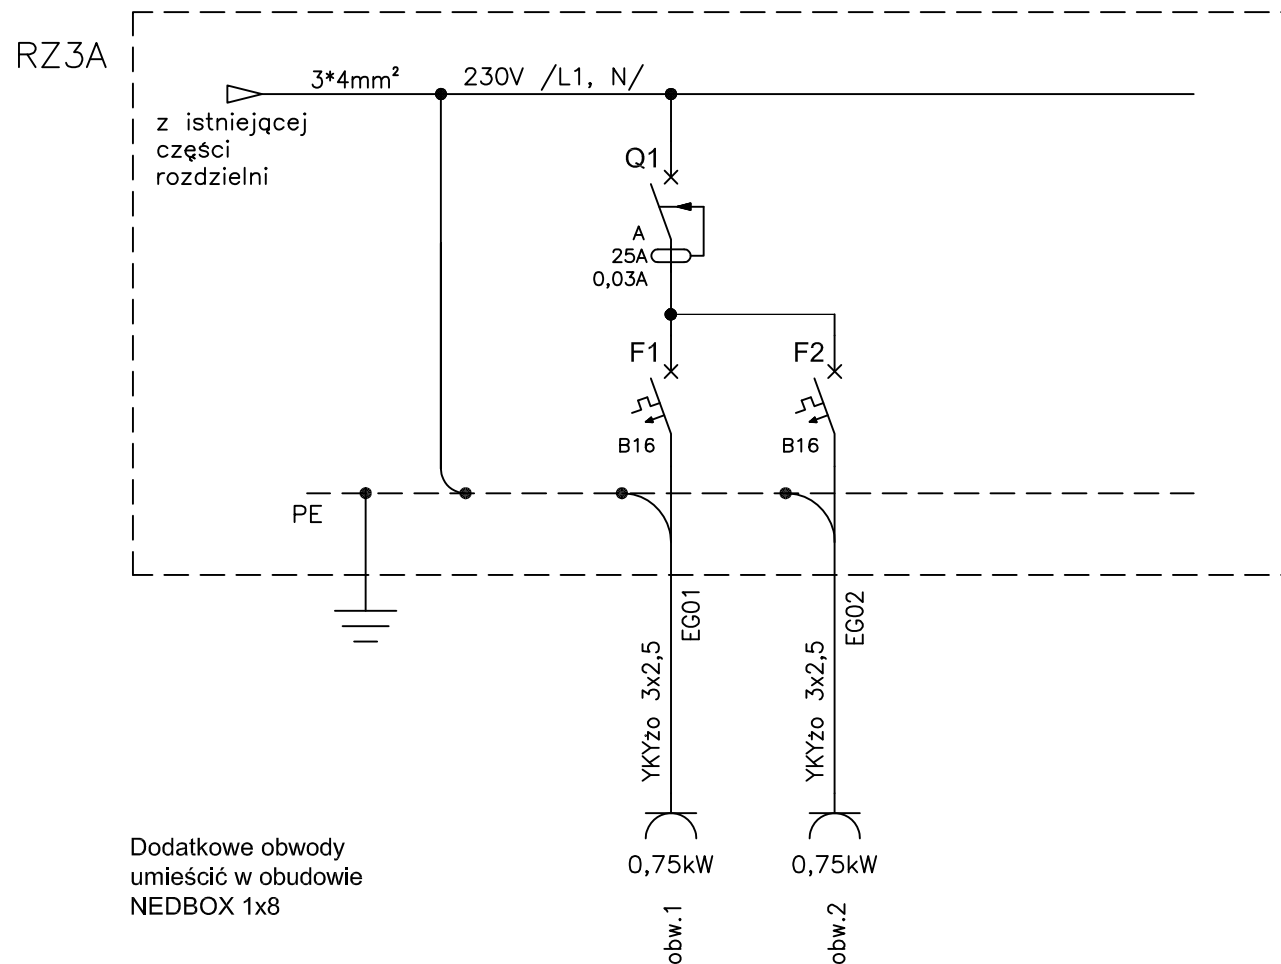 RZ3A
3*4mm²
230V /L1, N/
z istniejącej
części
rozdzielni
Q1
A
25A
0,03A
F1
F2
B16
B16
PE
EG01
EG02
YKYżo 3x2,5
YKYżo 3x2,5
0,75kW
0,75kW
obw.1
obw.2
Dodatkowe obwody
umieścić w obudowie
NEDBOX 1x8